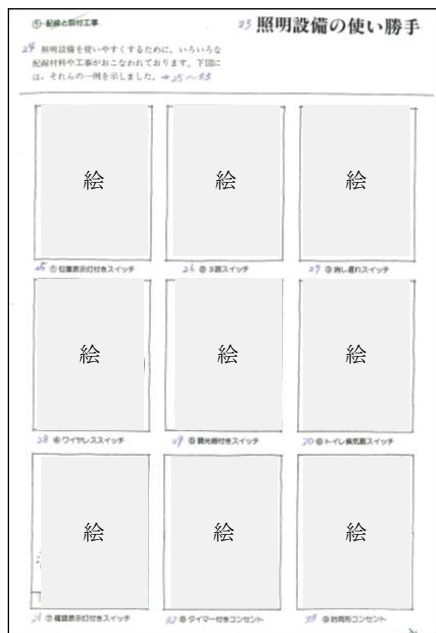 ① 配線と取付工事
23 照明設備の使い勝手
24 照明設備を使いやすくするために、いろいろな
配線材料や工事がおこなわれております。下図に
は、それらの一例を示しました。→25〜33
絵
絵
絵
25 ①位置表示灯付きスイッチ
26 ②3路スイッチ
27 ③消し遅れスイッチ
絵
絵
絵
28 ④ワイヤレススイッチ
29 ⑤調光器付きスイッチ
30 ⑥トイレ換気扇スイッチ
絵
絵
絵
31 ⑦確認表示灯付きスイッチ
32 ⑧タイマー付きコンセント
33 ⑨防雨形コンセント